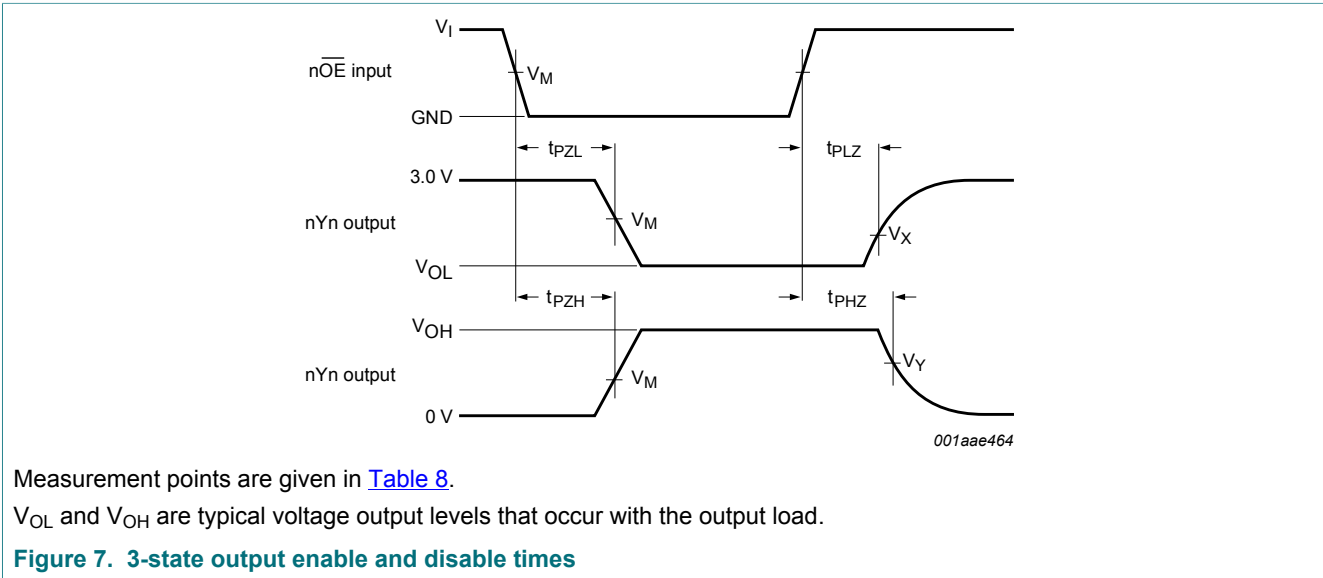 V_I
nO̅E̅ input
V_M
GND
t_PZL
t_PLZ
3.0 V
nYn output
V_M
V_X
V_OL
t_PZH
t_PHZ
V_OH
V_Y
nYn output
V_M
0 V
001aae464
Measurement points are given in Table 8.
V_OL and V_OH are typical voltage output levels that occur with the output load.
Figure 7. 3-state output enable and disable times